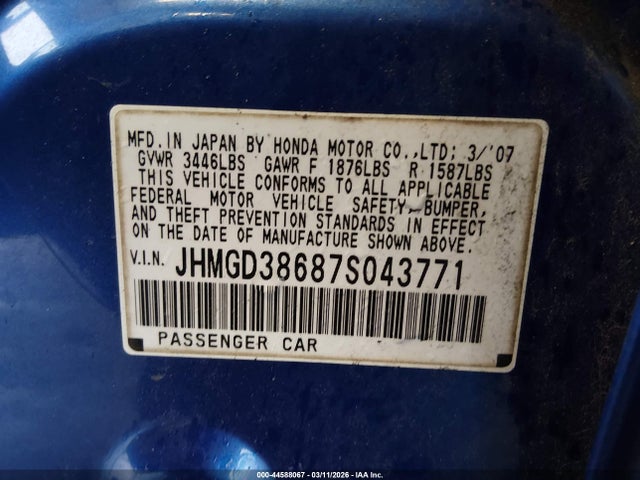 MFD. IN JAPAN BY HONDA MOTOR CO.,LTD; 3/'07
GVWR 3446LBS GAWR F 1876LBS R 1587LBS
THIS VEHICLE CONFORMS TO ALL APPLICABLE
FEDERAL MOTOR VEHICLE SAFETY, BUMPER,
AND THEFT PREVENTION STANDARDS IN EFFECT
ON THE DATE OF MANUFACTURE SHOWN ABOVE.
V.I.N. JHMGD38687S043771
PASSENGER CAR
000-44588067 - 03/11/2026 - IAA Inc.